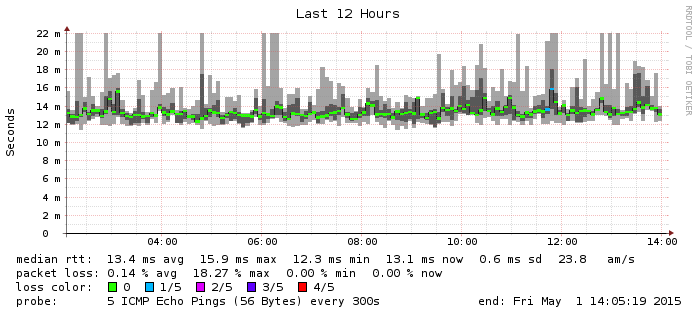 Last 12 Hours
RRDTOOL / TOBI OETIKER
Seconds
22 m
20 m
18 m
16 m
14 m
12 m
10 m
8 m
6 m
4 m
2 m
0
04:00 06:00 08:00 10:00 12:00 14:00
median rtt: 13.4 ms avg 15.9 ms max 12.3 ms min 13.1 ms now 0.6 ms sd 23.8 am/s
packet loss: 0.14 % avg 18.27 % max 0.00 % min 0.00 % now
loss color: 0 1/5 2/5 3/5 4/5
probe: 5 ICMP Echo Pings (56 Bytes) every 300s end: Fri May 1 14:05:19 2015